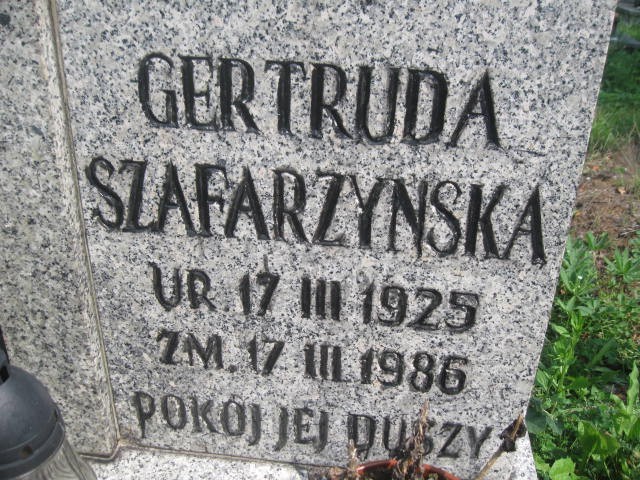 GERTRUDA
SZAFARZYNSKA
UR. 17 III 1925
ZM. 17 III. 1986
POKÓJ JEJ DUSZY